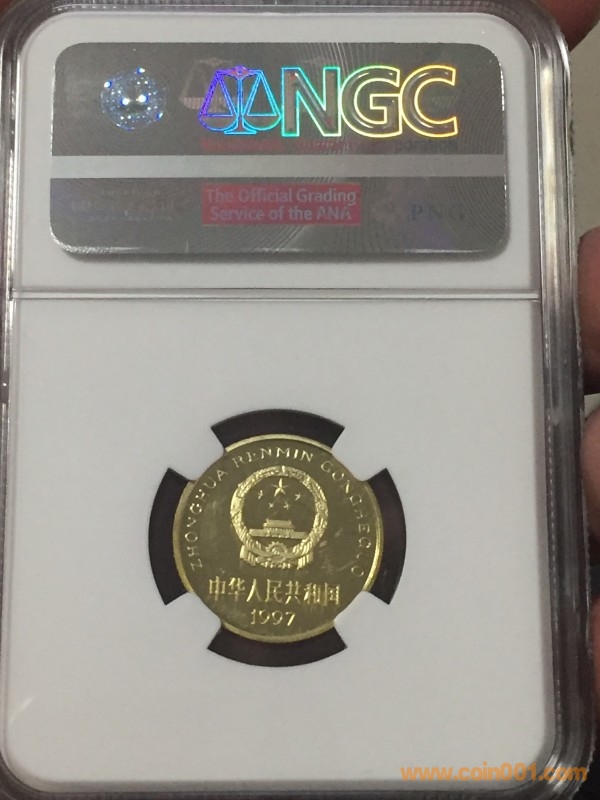 NGC
The Official Grading
Service of the ANA
PNG
ZHONGHUA RENMIN GONGHEGUO
中华人民共和国
1997
www.coin001.com